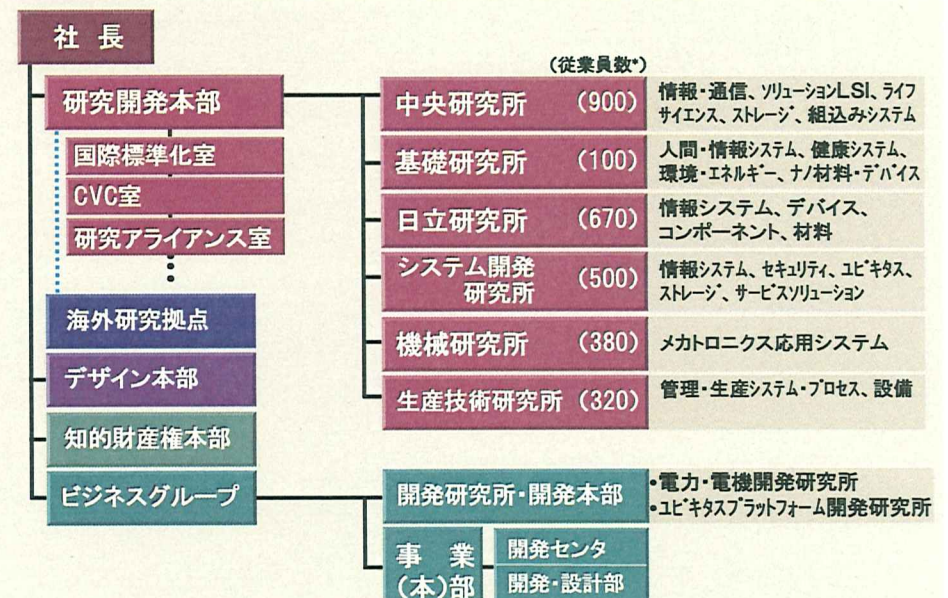 社 長
研究開発本部
国際標準化室
CVC室
研究アライアンス室
海外研究拠点
デザイン本部
知的財産権本部
ビジネスグループ
(従業員数*)
中央研究所 (900)
情報・通信、ソリューションLSI、ライフ
サイエンス、ストレージ、組込みシステム
基礎研究所 (100)
人間・情報システム、健康システム、
環境・エネルギー、ナノ材料・デバイス
日立研究所 (670)
情報システム、デバイス、
コンポーネント、材料
システム開発
研究所 (500)
情報システム、セキュリティ、ユビキタス、
ストレージ、サービスソリューション
機械研究所 (380)
メカトロニクス応用システム
生産技術研究所 (320)
管理・生産システム・プロセス、設備
開発研究所・開発本部
•電力・電機開発研究所
•ユビキタスプラットフォーム開発研究所
事 業
(本)部
開発センタ
開発・設計部